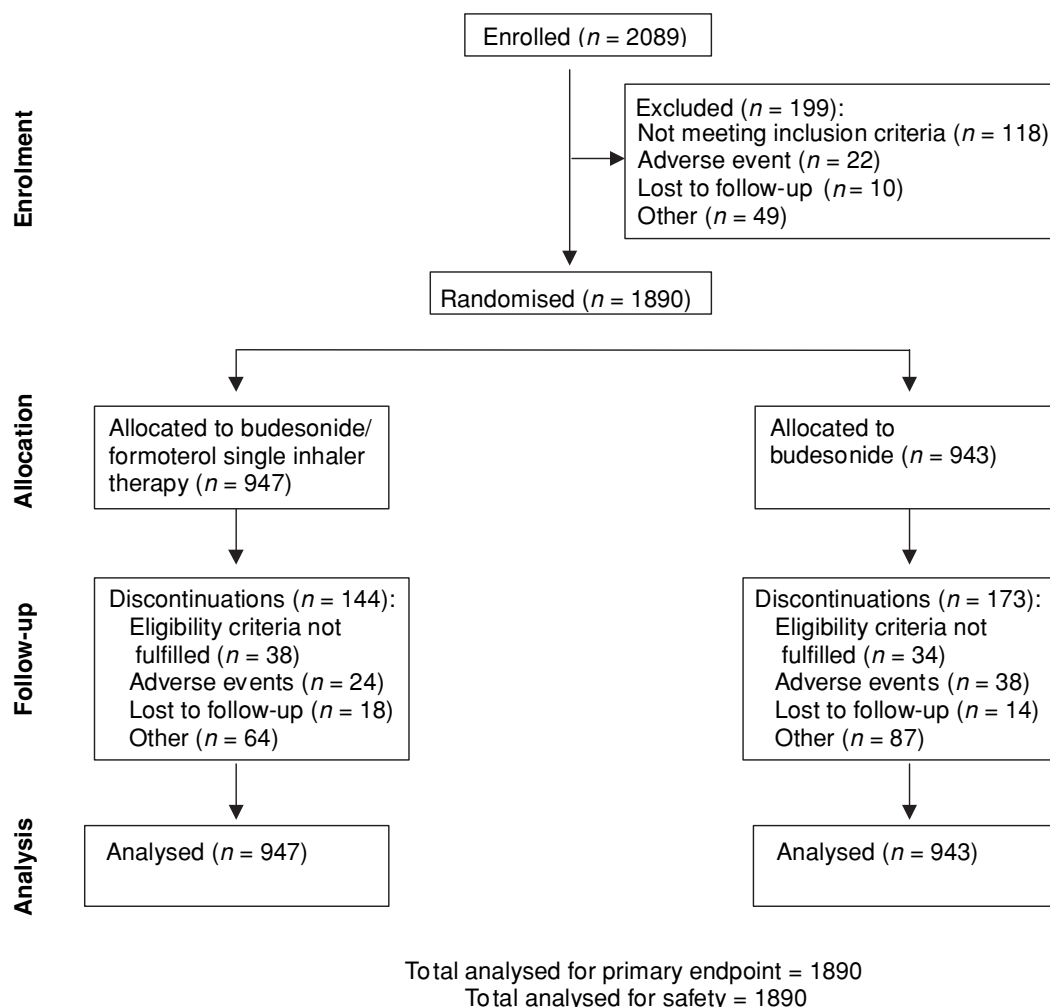 Enrolled (n = 2089)
Enrolment
Excluded (n = 199):
Not meeting inclusion criteria (n = 118)
Adverse event (n = 22)
Lost to follow-up (n = 10)
Other (n = 49)
Randomised (n = 1890)
Allocation
Allocated to budesonide/
formoterol single inhaler
therapy (n = 947)
Allocated to
budesonide (n = 943)
Follow-up
Discontinuations (n = 144):
Eligibility criteria not
fulfilled (n = 38)
Adverse events (n = 24)
Lost to follow-up (n = 18)
Other (n = 64)
Discontinuations (n = 173):
Eligibility criteria not
fulfilled (n = 34)
Adverse events (n = 38)
Lost to follow-up (n = 14)
Other (n = 87)
Analysis
Analysed (n = 947)
Analysed (n = 943)
Total analysed for primary endpoint = 1890
Total analysed for safety = 1890